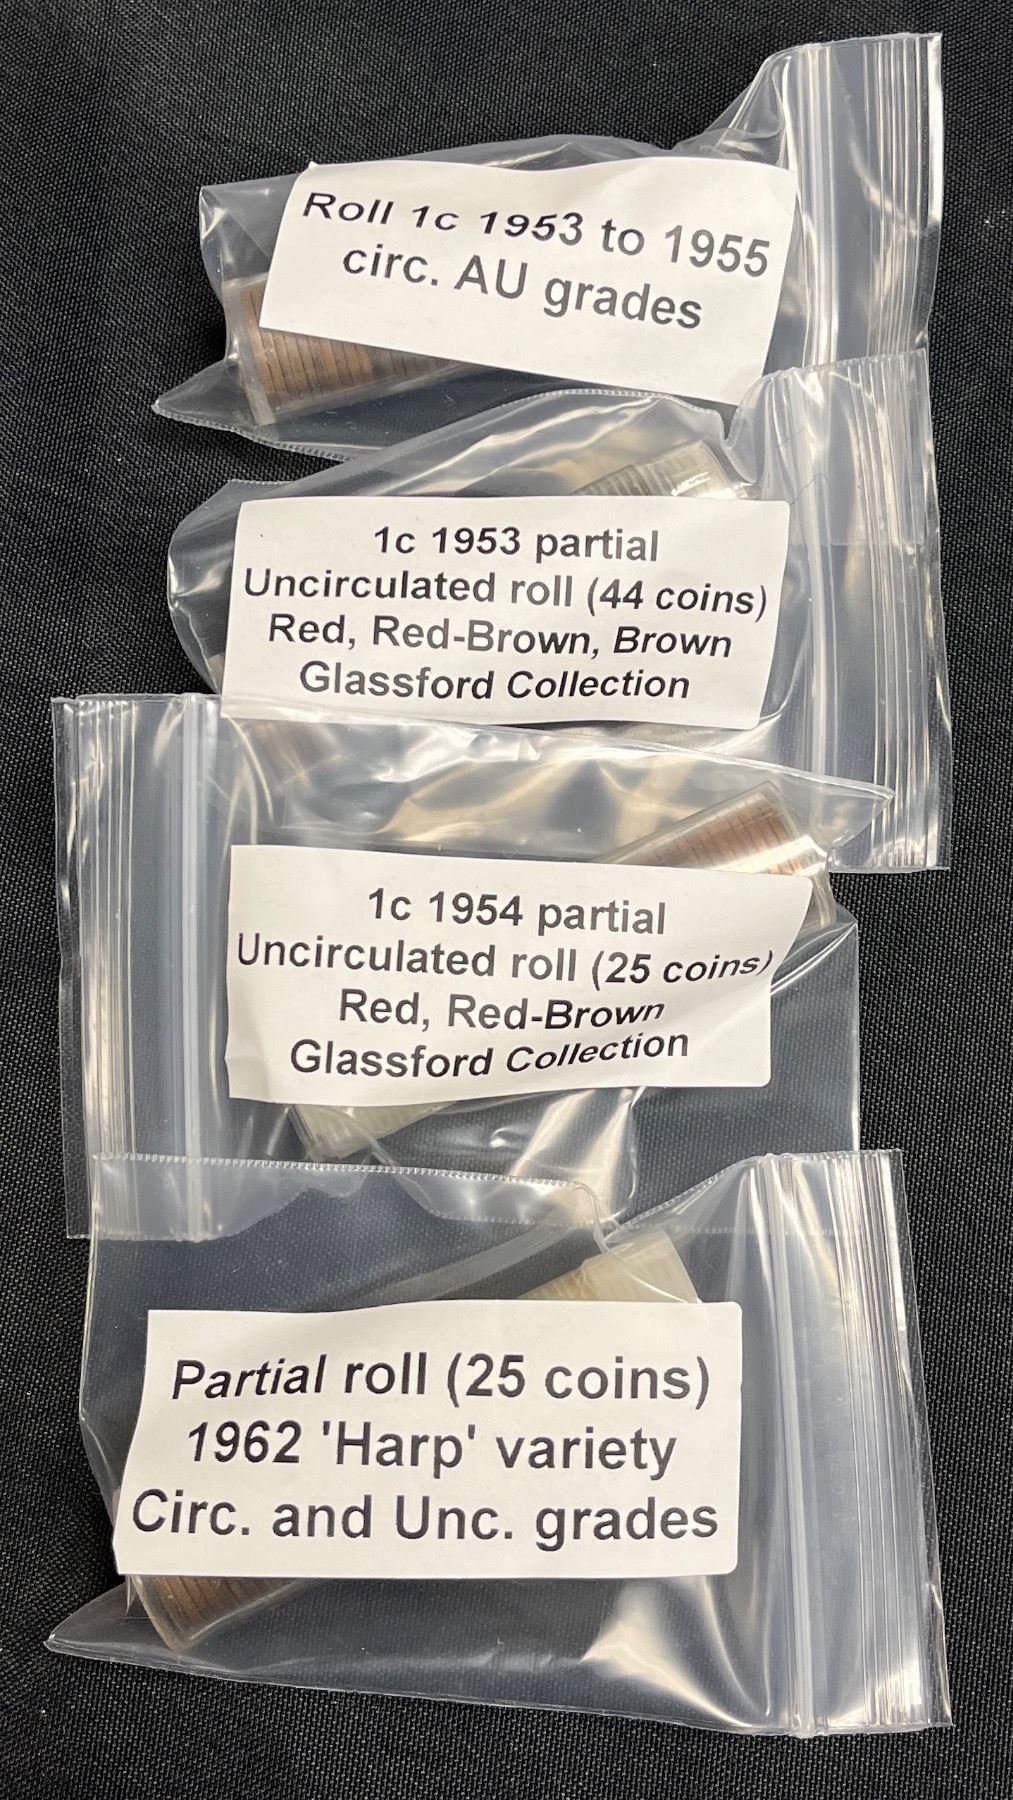 Roll 1c 1953 to 1955
circ. AU grades
1c 1953 partial
Uncirculated roll (44 coins)
Red, Red-Brown, Brown
Glassford Collection
1c 1954 partial
Uncirculated roll (25 coins)
Red, Red-Brown
Glassford Collection
Partial roll (25 coins)
1962 'Harp' variety
Circ. and Unc. grades